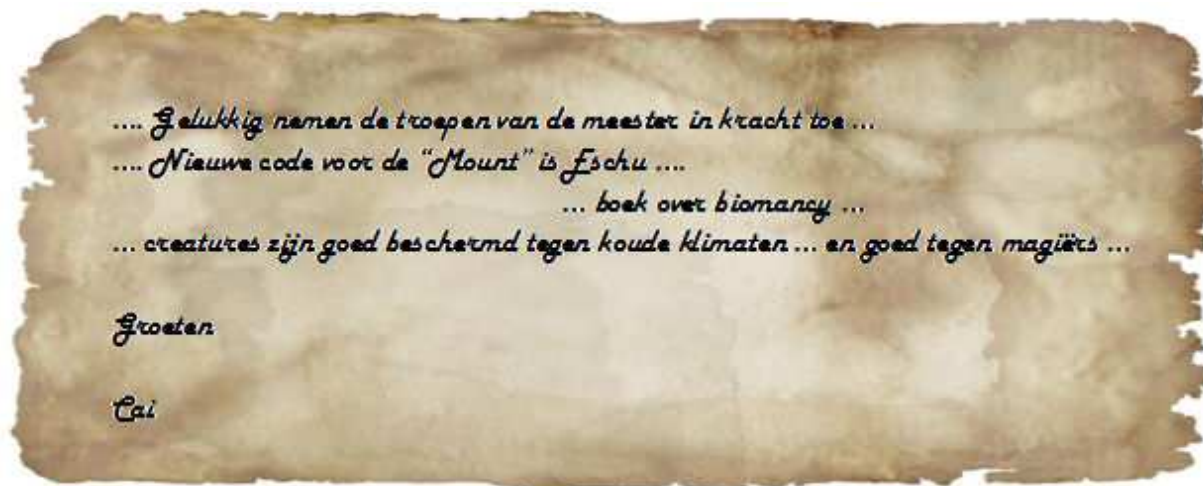 .... Gelukkig nemen de troepen van de meester in kracht toe ...
.... Nieuwe code voor de "Mount" is Eschu ....
... boek over biomancy ...
... creatures zijn goed beschermd tegen koude klimaten ... en goed tegen magiërs ...
Groeten
Cai